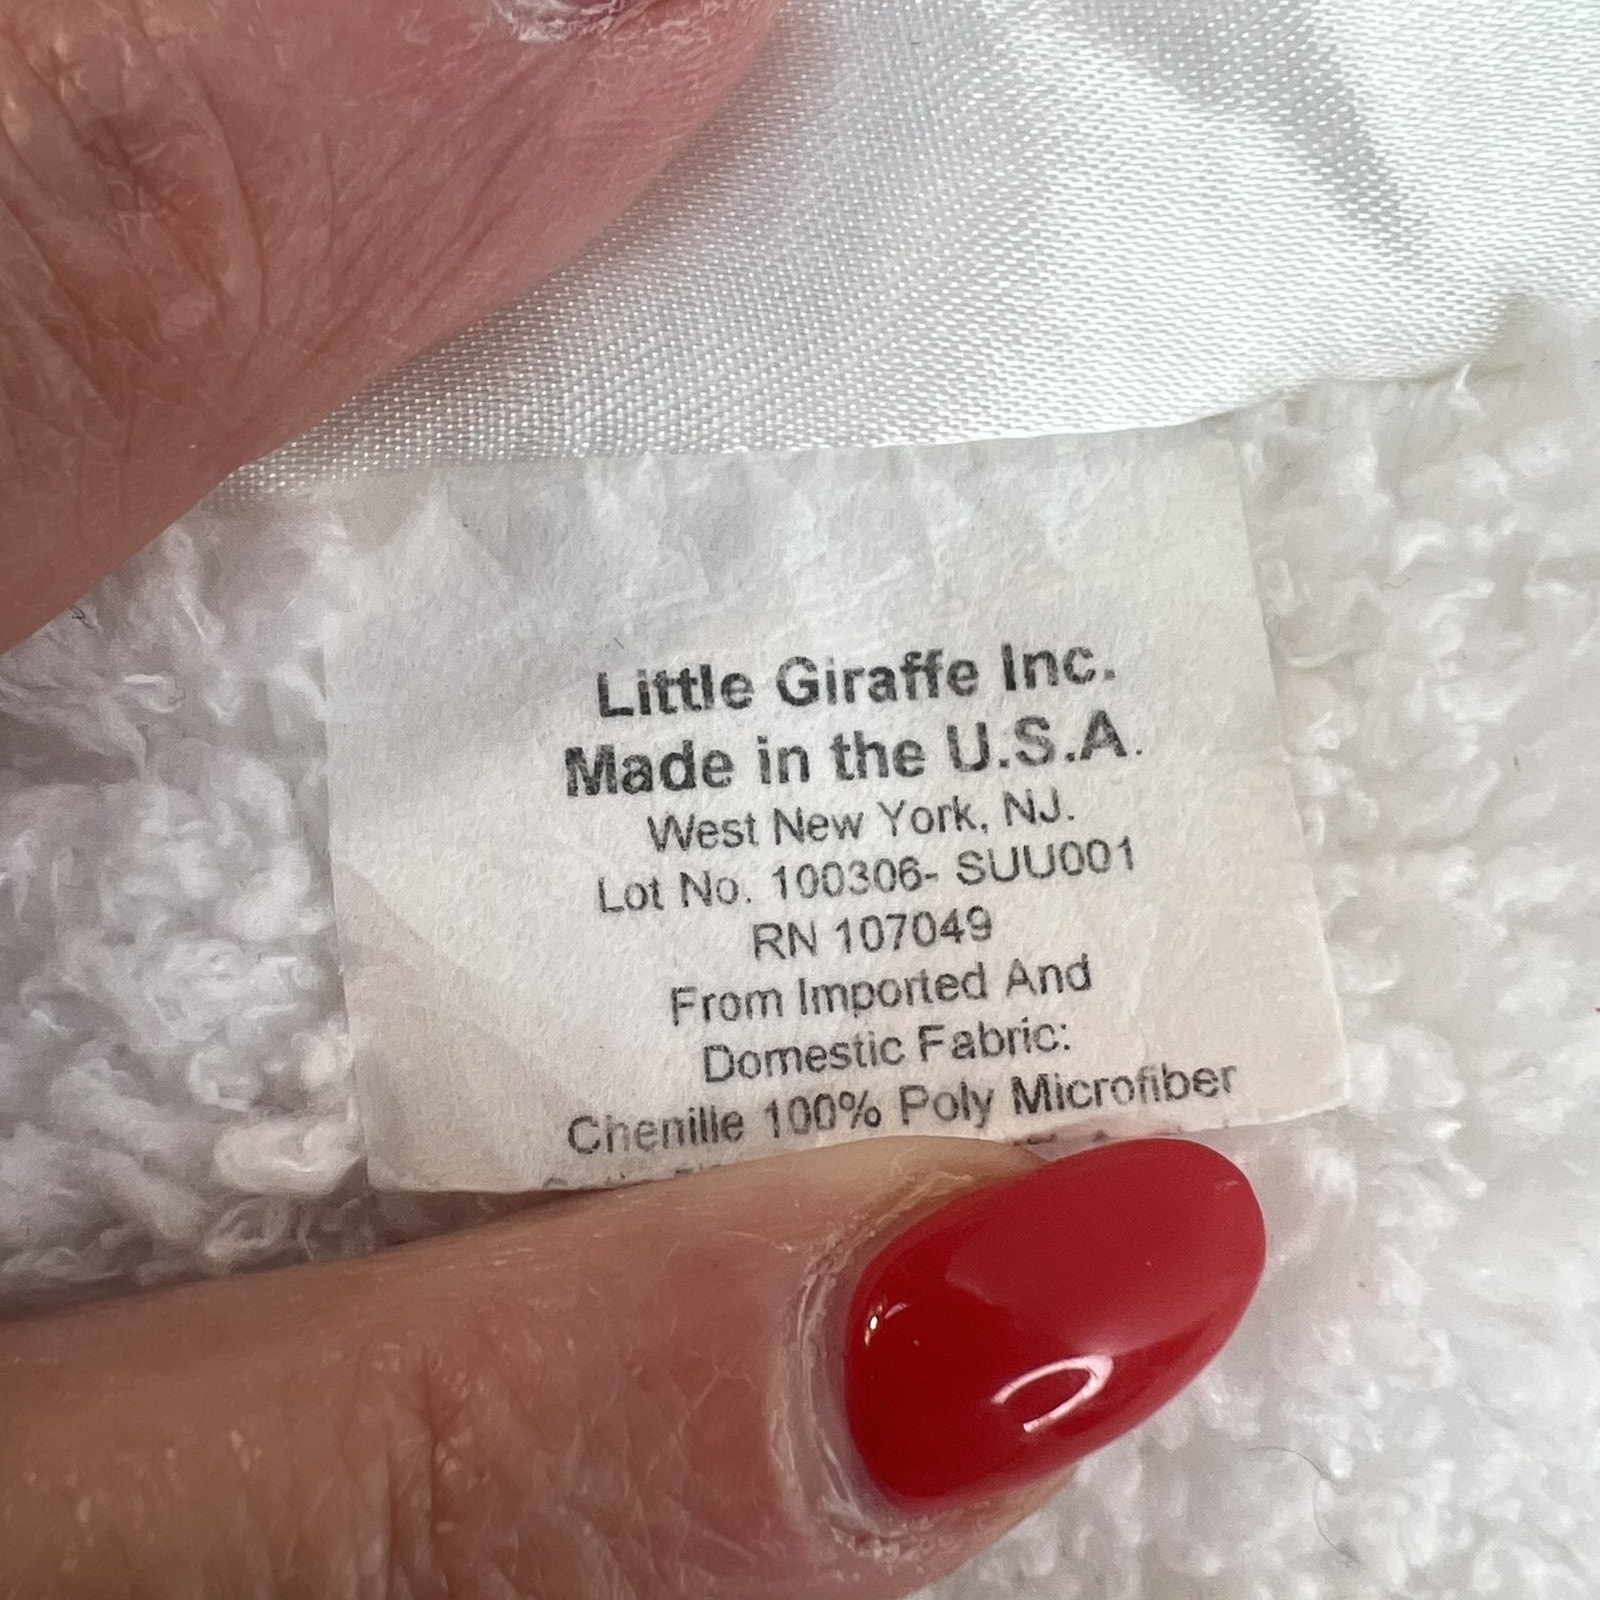 Little Giraffe Inc.
Made in the U.S.A.
West New York, NJ.
Lot No. 100306- SUU001
RN 107049
From Imported And
Domestic Fabric:
Chenille 100% Poly Microfiber